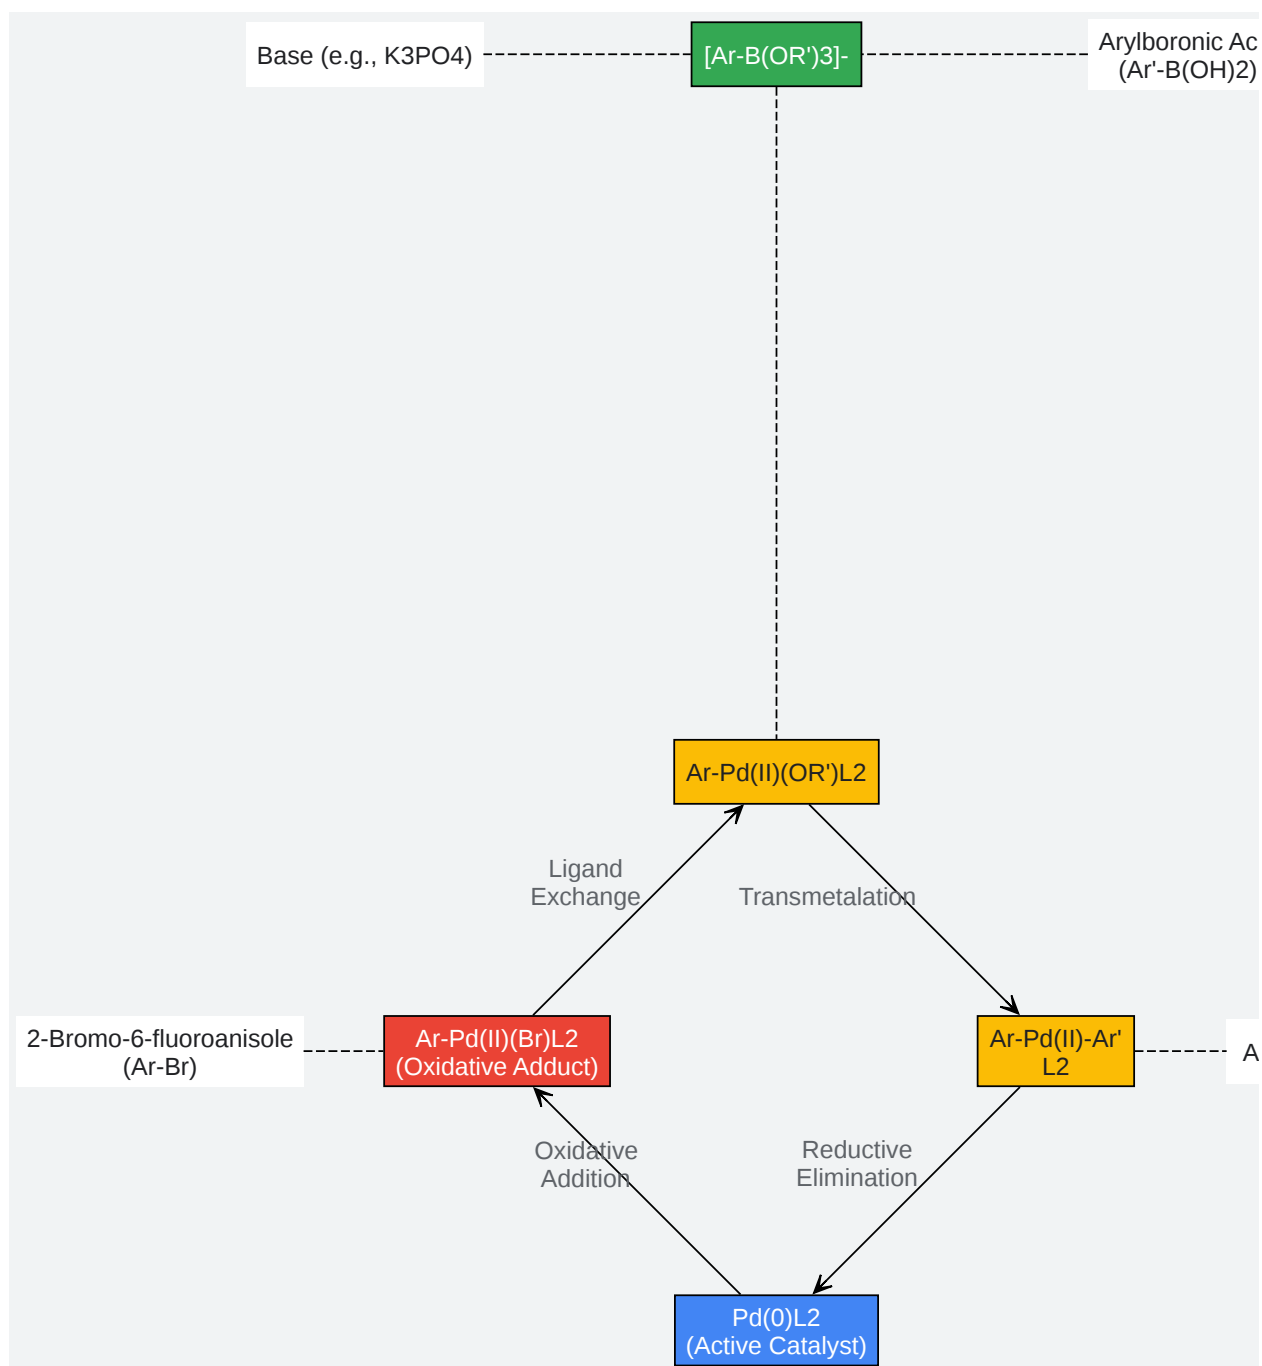 Base (e.g., K3PO4)
[Ar-B(OR')3]-
Arylboronic Ac
(Ar'-B(OH)2)
Ar-Pd(II)(OR')L2
Ligand
Exchange
Transmetalation
2-Bromo-6-fluoroanisole
(Ar-Br)
Ar-Pd(II)(Br)L2
(Oxidative Adduct)
Ar-Pd(II)-Ar'
L2
A
Oxidative
Addition
Reductive
Elimination
Pd(0)L2
(Active Catalyst)